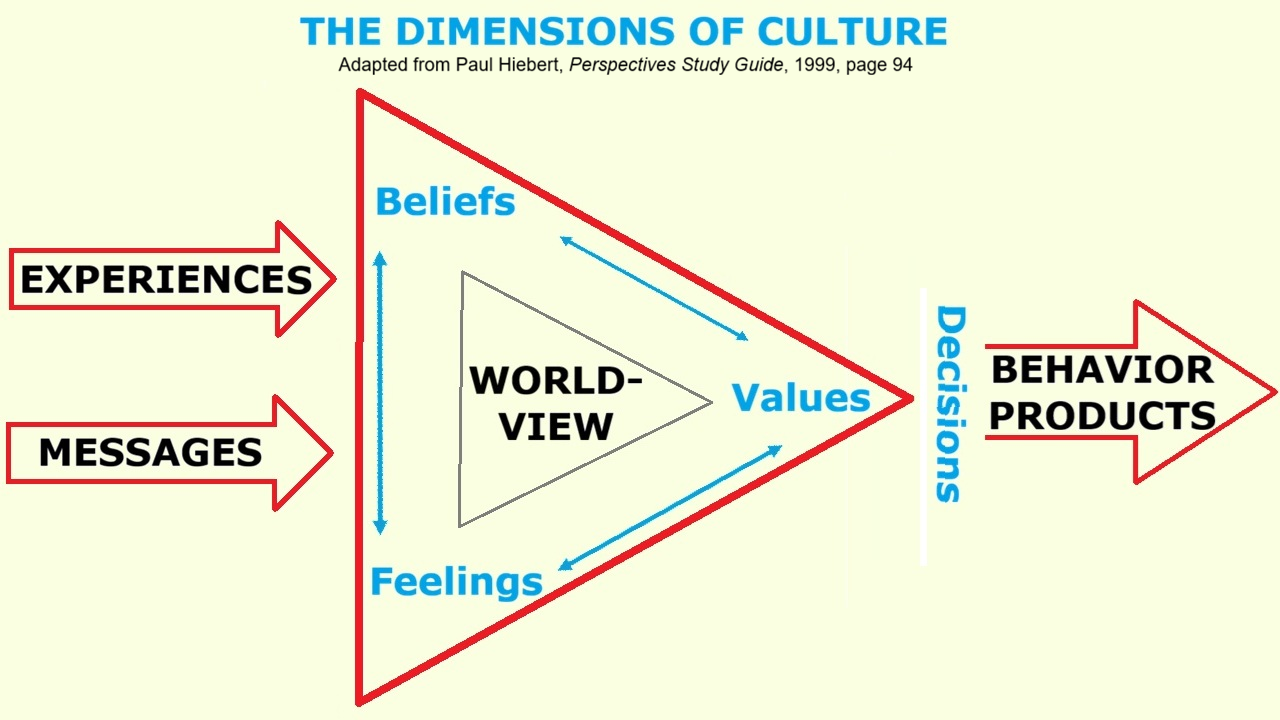 THE DIMENSIONS OF CULTURE
Adapted from Paul Hiebert, Perspectives Study Guide, 1999, page 94
Beliefs
EXPERIENCES
WORLD-
VIEW
Values
MESSAGES
Feelings
Decisions
BEHAVIOR
PRODUCTS